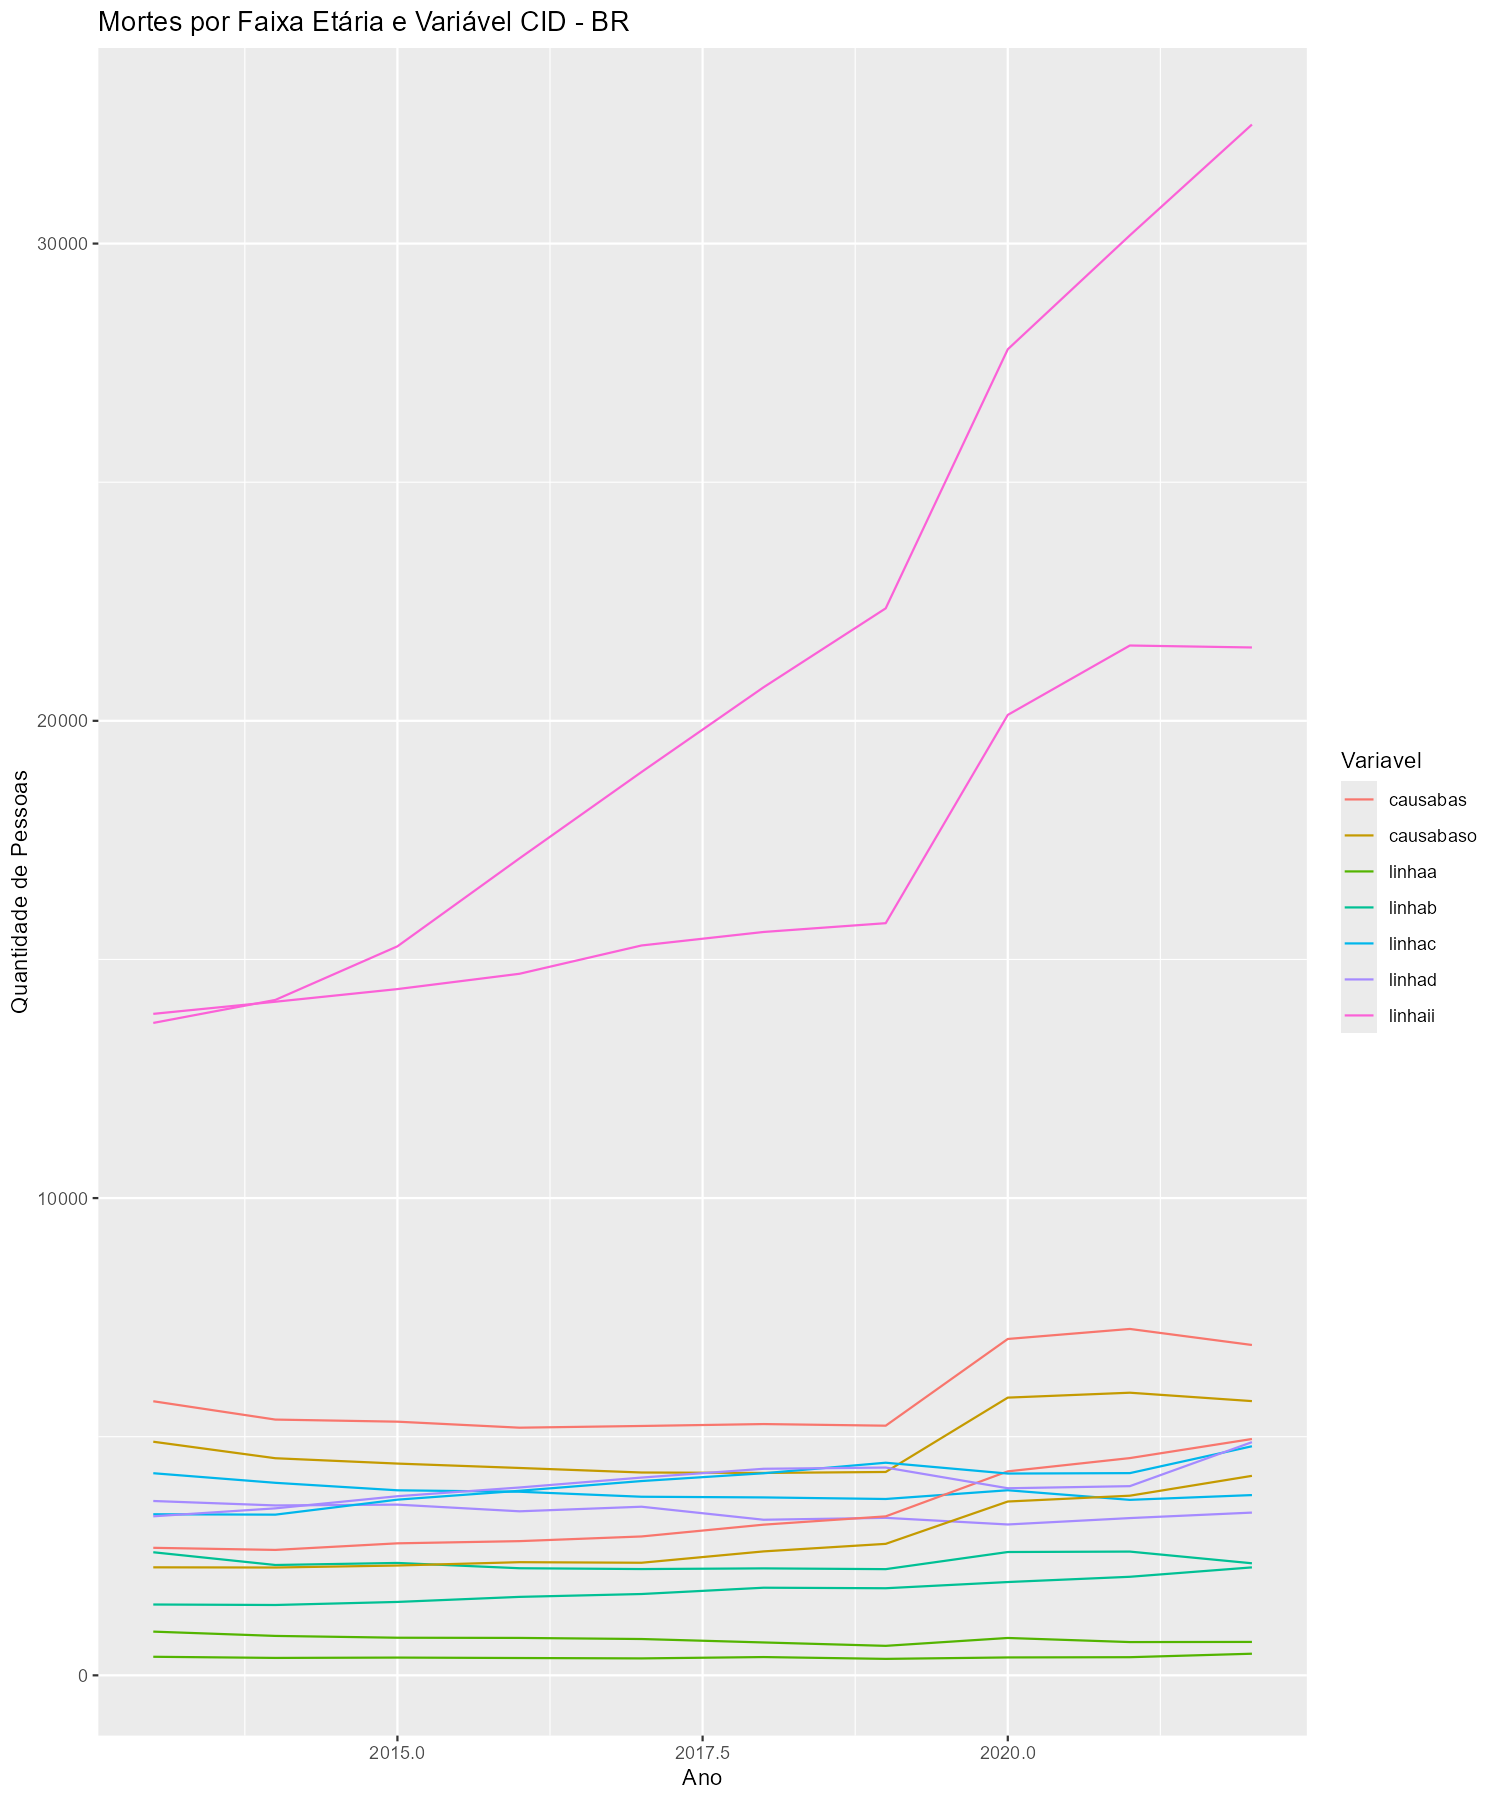 Mortes por Faixa Etária e Variável CID - BR
Quantidade de Pessoas
30000
20000
10000
0
2015.0
2017.5
2020.0
Ano
Variavel
causabas
causabaso
linhaa
linhab
linhac
linhad
linhaii